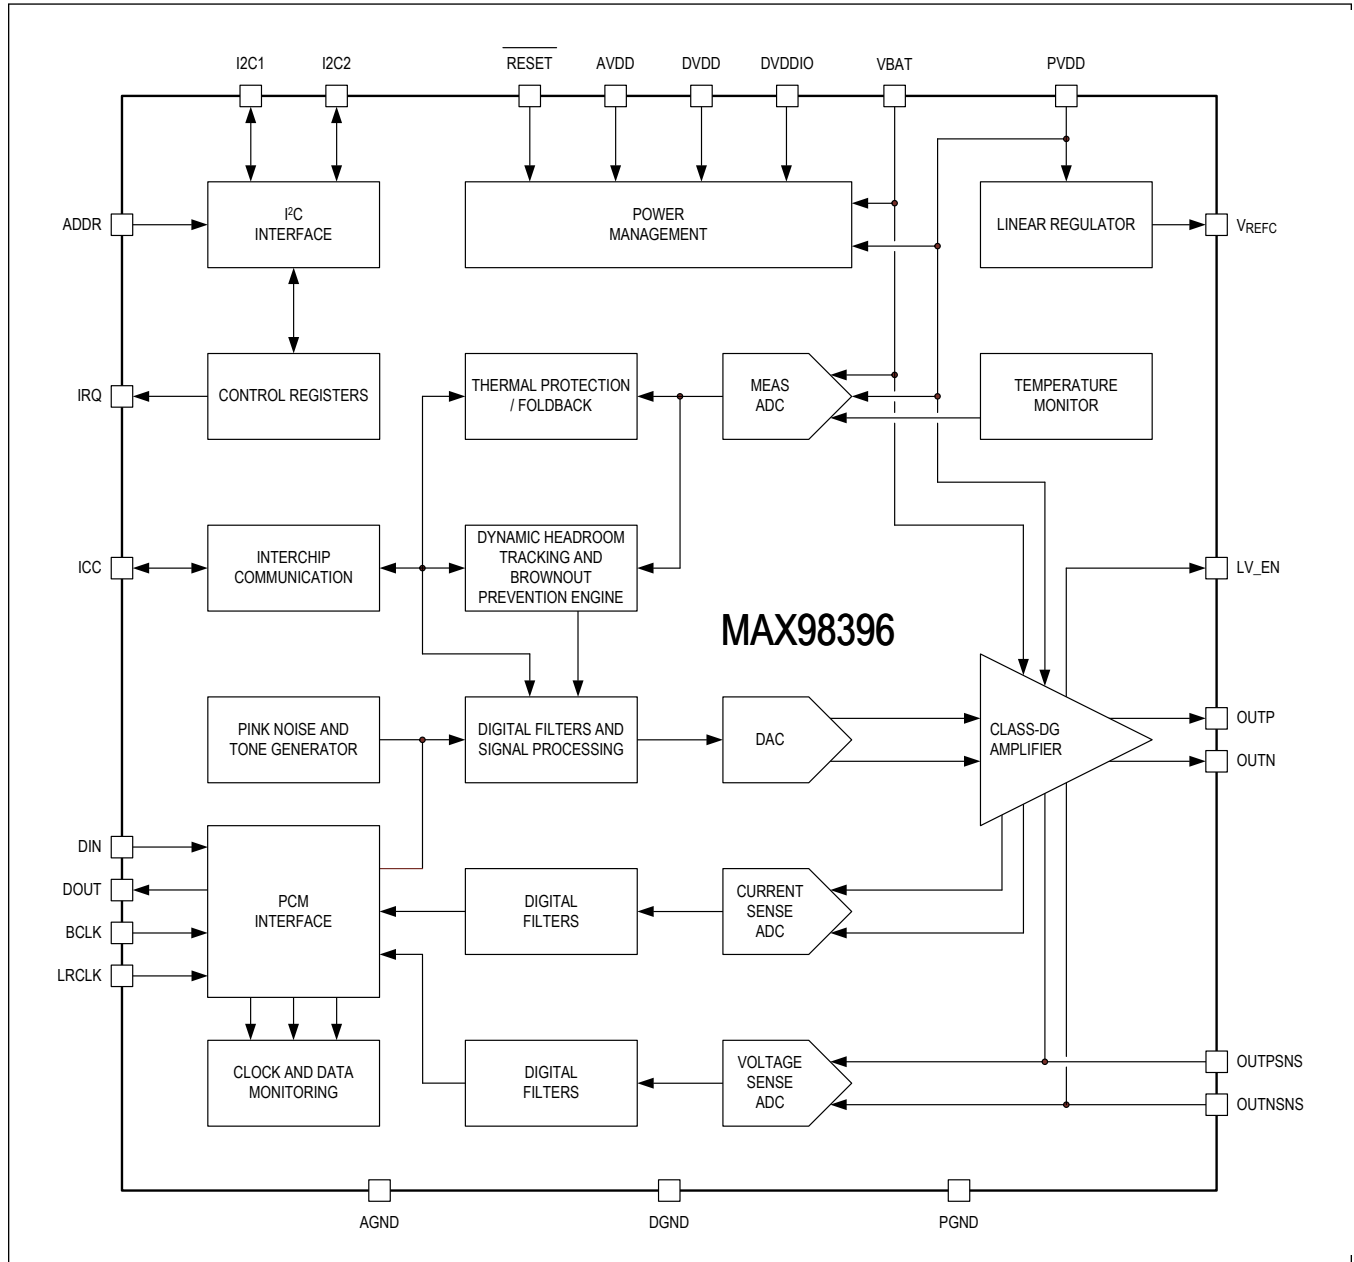 I2C1
I2C2
RESET
AVDD
DVDD
DVDDIO
VBAT
PVDD
ADDR
I²C
INTERFACE
POWER
MANAGEMENT
LINEAR REGULATOR
VREFC
IRQ
CONTROL REGISTERS
THERMAL PROTECTION
/ FOLDBACK
MEAS
ADC
TEMPERATURE
MONITOR
ICC
INTERCHIP
COMMUNICATION
DYNAMIC HEADROOM
TRACKING AND
BROWNOUT
PREVENTION ENGINE
LV_EN
MAX98396
PINK NOISE AND
TONE GENERATOR
DIGITAL FILTERS AND
SIGNAL PROCESSING
DAC
CLASS-DG
AMPLIFIER
OUTP
OUTN
DIN
DOUT
BCLK
LRCLK
PCM
INTERFACE
DIGITAL
FILTERS
CURRENT
SENSE
ADC
CLOCK AND DATA
MONITORING
DIGITAL
FILTERS
VOLTAGE
SENSE
ADC
OUTPSNS
OUTNSNS
AGND
DGND
PGND